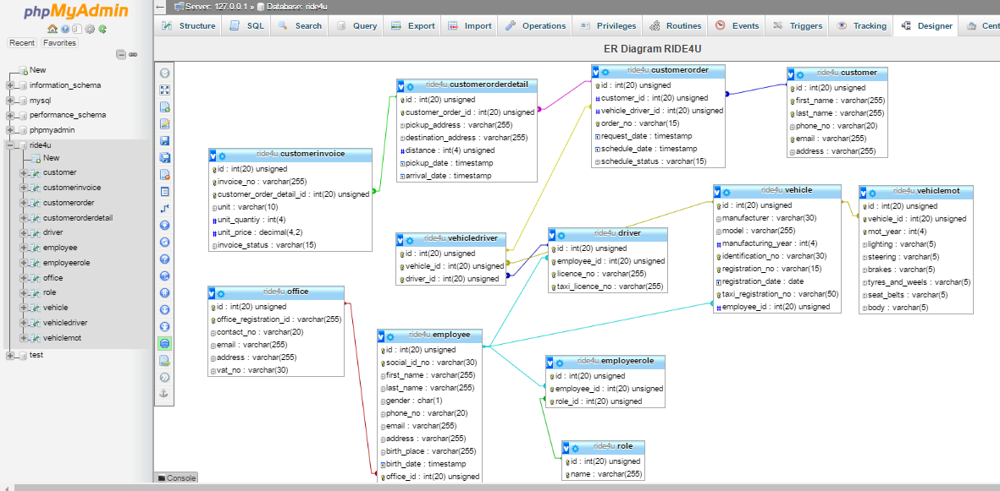 phpMyAdmin
Recent Favorites
New
information_schema
mysql
performance_schema
phpmyadmin
ride4u
New
customer
customerinvoice
customerorder
customerorderdetail
driver
employee
employeerole
office
role
vehicle
vehicledriver
vehiclemot
test
Server: 127.0.0.1 » Database: ride4u
Structure SQL Search Query Export Import Operations Privileges Routines Events Triggers Tracking Designer Cent
ER Diagram RIDE4U
ride4u customerinvoice
id : int(20) unsigned
invoice_no : varchar(255)
customer_order_detail_id : int(20) unsigned
unit : varchar(10)
unit_quantiy : int(4)
unit_price : decimal(4,2)
invoice_status : varchar(15)
ride4u customerorderdetail
id : int(20) unsigned
customer_order_id : int(20) unsigned
pickup_address : varchar(255)
destination_address : varchar(255)
distance : int(4) unsigned
pickup_date : timestamp
arrival_date : timestamp
ride4u customerorder
id : int(20) unsigned
customer_id : int(20) unsigned
vehicle_driver_id : int(20) unsigned
order_no : varchar(15)
request_date : timestamp
schedule_date : timestamp
schedule_status : varchar(15)
ride4u customer
id : int(20) unsigned
first_name : varchar(255)
last_name : varchar(255)
phone_no : varchar(20)
email : varchar(255)
address : varchar(255)
ride4u vehicledriver
id : int(20) unsigned
vehicle_id : int(20) unsigned
driver_id : int(20) unsigned
ride4u driver
id : int(20) unsigned
employee_id : int(20) unsigned
licence_no : varchar(255)
taxi_licence_no : varchar(255)
ride4u vehicle
id : int(20) unsigned
manufacturer : varchar(30)
model : varchar(255)
manufacturing_year : int(4)
identification_no : varchar(30)
registration_no : varchar(15)
registration_date : date
taxi_registration_no : varchar(50)
employee_id : int(20) unsigned
ride4u vehiclemot
id : int(20) unsigned
vehicle_id : int(20) unsigned
mot_year : int(4)
lighting : varchar(5)
steering : varchar(5)
brakes : varchar(5)
tyres_and_weels : varchar(5)
seat_belts : varchar(5)
body : varchar(5)
ride4u office
id : int(20) unsigned
office_registration_id : varchar(255)
contact_no : varchar(20)
email : varchar(255)
address : varchar(255)
vat_no : varchar(30)
ride4u employee
id : int(20) unsigned
social_id_no : varchar(30)
first_name : varchar(255)
last_name : varchar(255)
gender : char(1)
phone_no : varchar(20)
email : varchar(255)
address : varchar(255)
birth_place : varchar(255)
birth_date : timestamp
office_id : int(20) unsigned
ride4u employeerole
id : int(20) unsigned
employee_id : int(20) unsigned
role_id : int(20) unsigned
ride4u role
id : int(20) unsigned
name : varchar(255)
Console